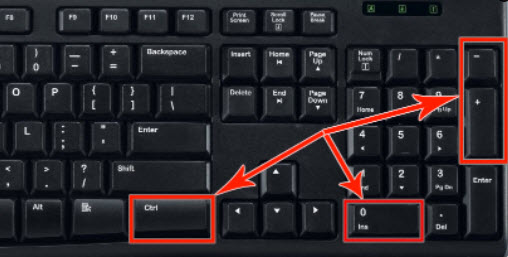 F8 F9 F10 F11 F12 Print Screen Scroll Lock Pause Break
} + Backspace Insert Home Page Up Num Lock / * -
0 - =
O P { } | Delete End Page Down 7 8 9 +
[ ] \ Home PgUp
L : " Enter 4 5 6
; '
< > ? Shift 1 2 3 Enter
, . / End PgDn
Alt Ctrl 0 .
Ins Del